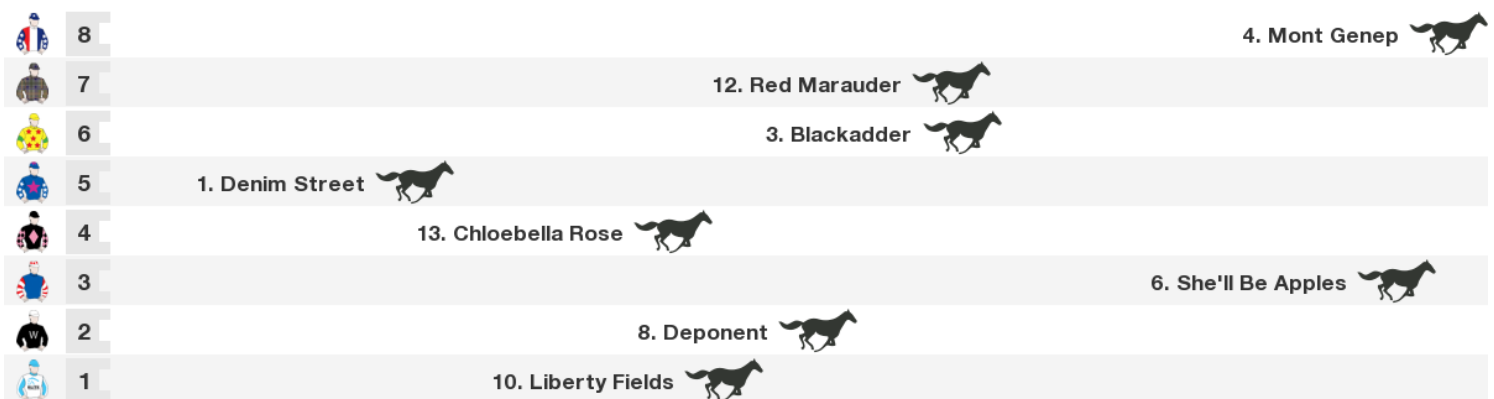 8 4. Mont Genep
7 12. Red Marauder
6 3. Blackadder
5 1. Denim Street
4 13. Chloebella Rose
3 6. She'll Be Apples
W 2 8. Deponent
1 10. Liberty Fields